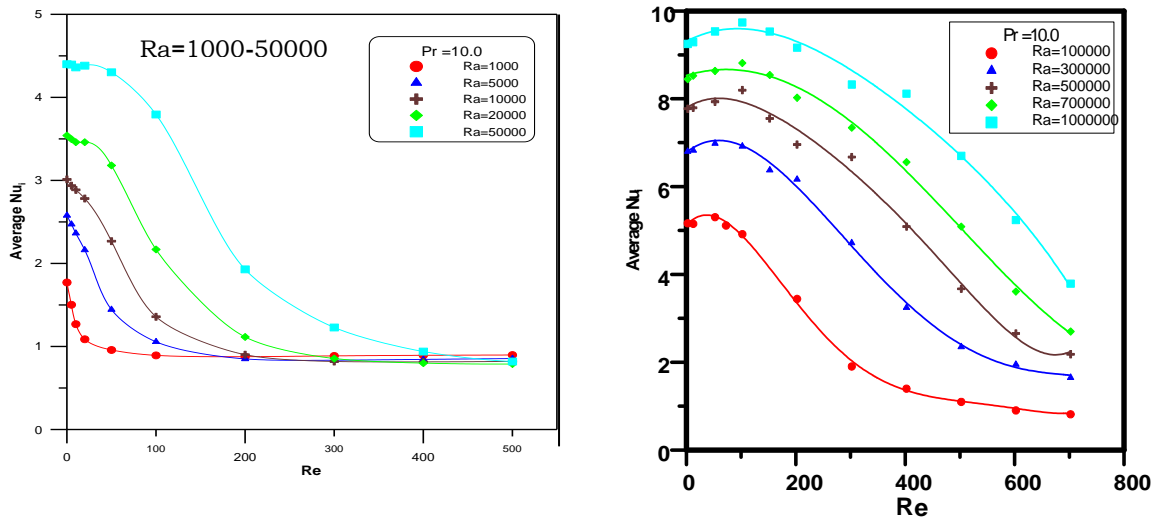 Ra=1000-50000
Pr =10.0
Ra=1000
Ra=5000
Ra=10000
Ra=20000
Ra=50000
5
4
3
2
1
0
Average Nui
0
100
200
300
400
500
Re
Pr =10.0
Ra=100000
Ra=300000
Ra=500000
Ra=700000
Ra=1000000
10
8
6
4
2
0
Average Nui
0
200
400
600
800
Re